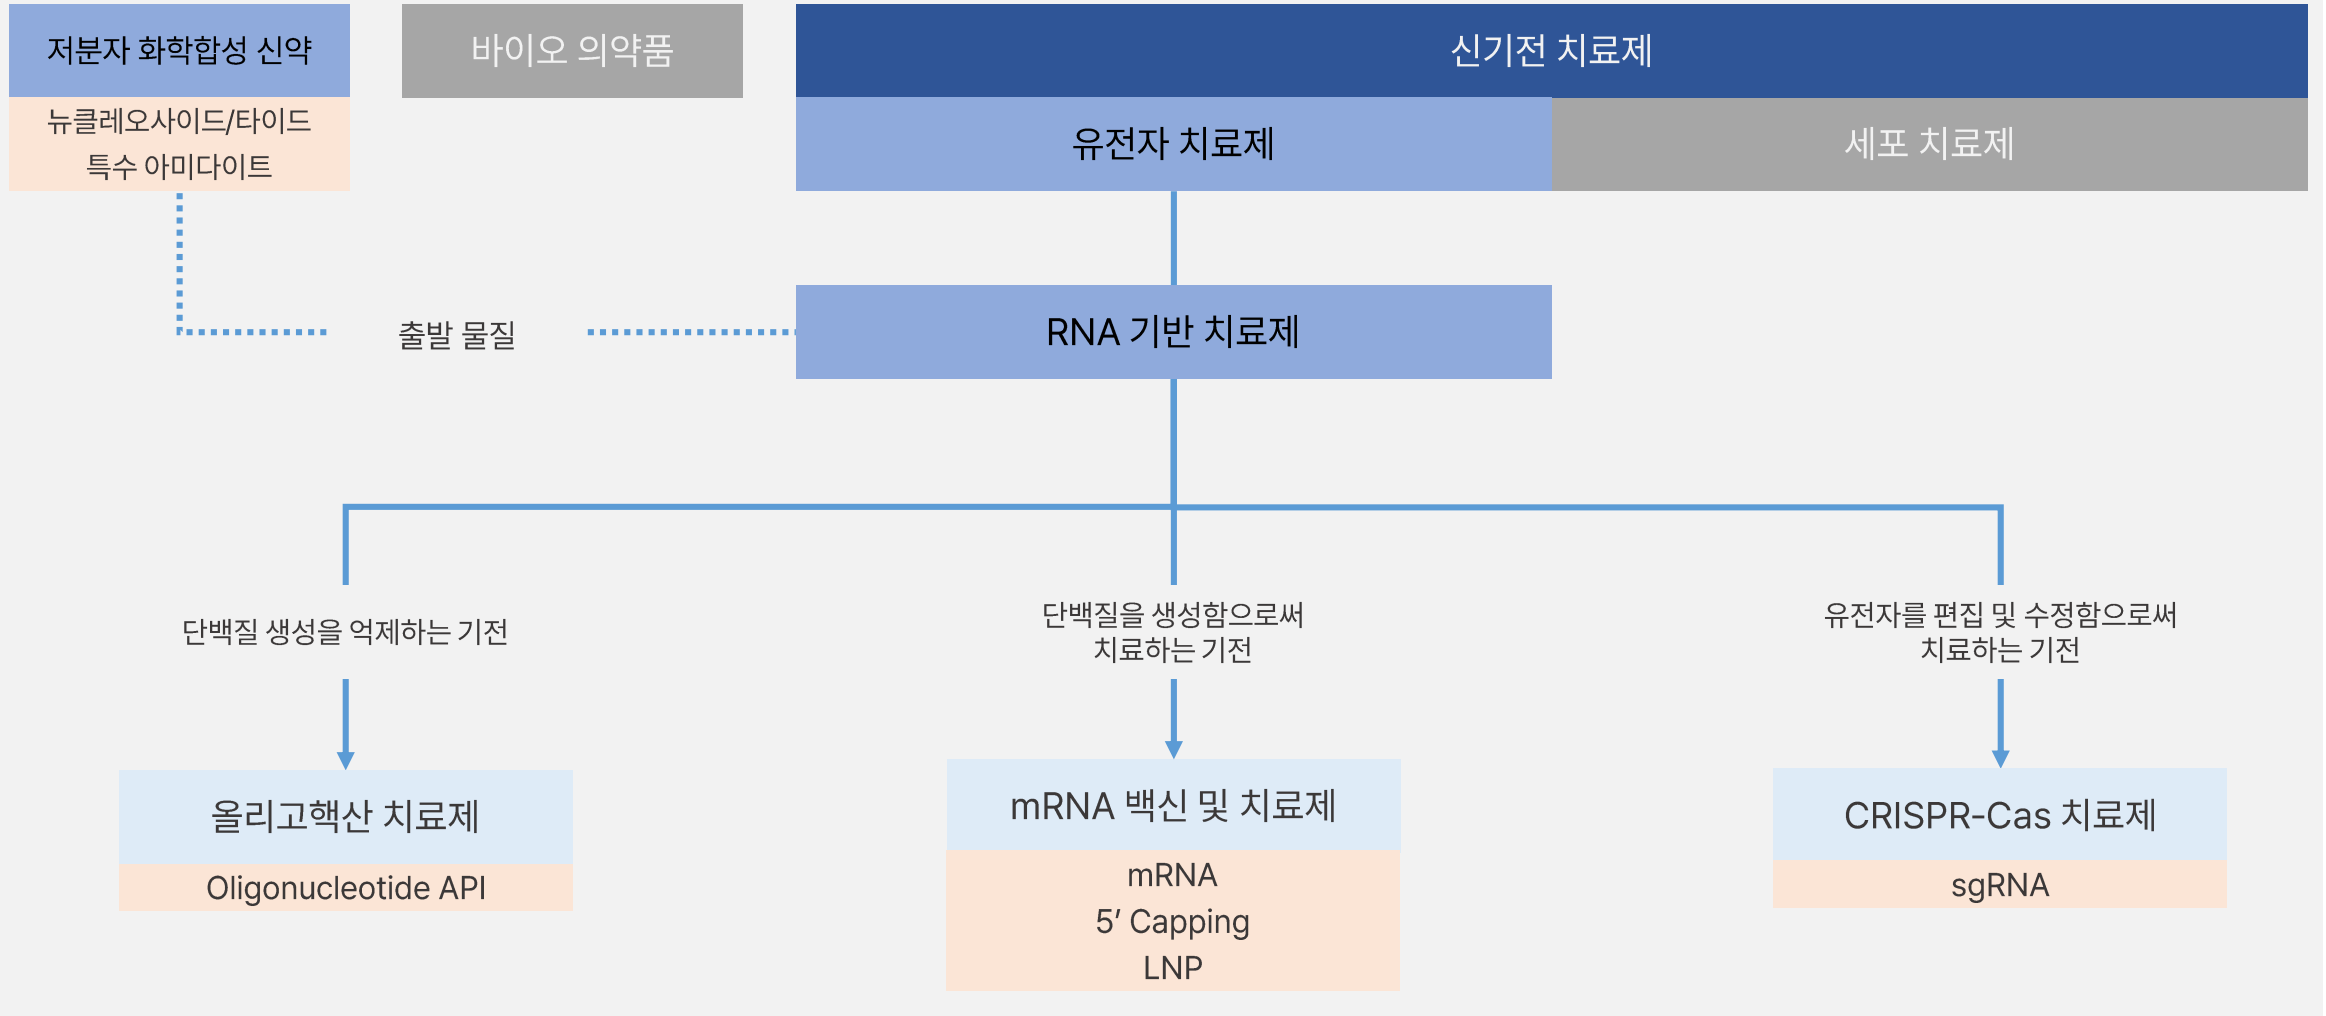 저분자 화학합성 신약
바이오 의약품
신기전 치료제
뉴클레오사이드/타이드
특수 아미다이트
유전자 치료제
세포 치료제
출발 물질
RNA 기반 치료제
단백질 생성을 억제하는 기전
단백질을 생성함으로써
치료하는 기전
유전자를 편집 및 수정함으로써
치료하는 기전
올리고핵산 치료제
Oligonucleotide API
mRNA 백신 및 치료제
mRNA
5’ Capping
LNP
CRISPR-Cas 치료제
sgRNA